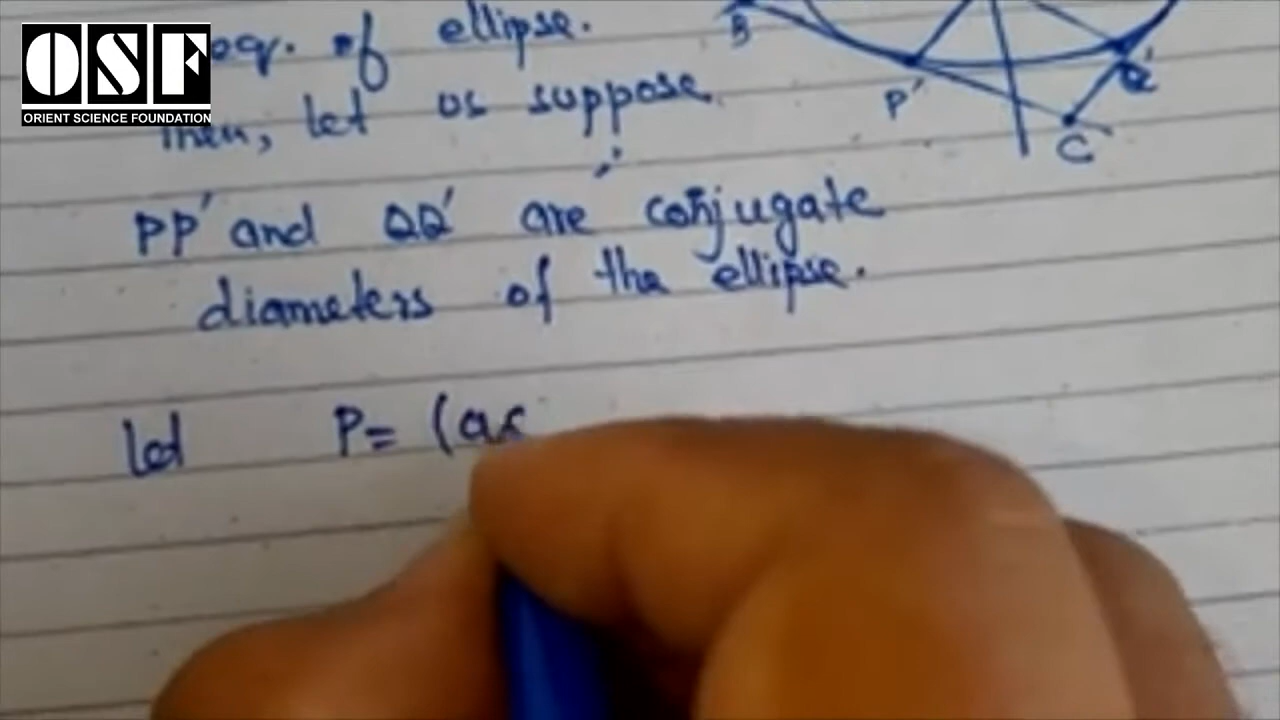 OSF
ORIENT SCIENCE FOUNDATION
eq. of ellipse.
Then, let us suppose
PP' and QQ' are conjugate
diameters of the ellipse.
let P= (ac
B
P'
Q'
C